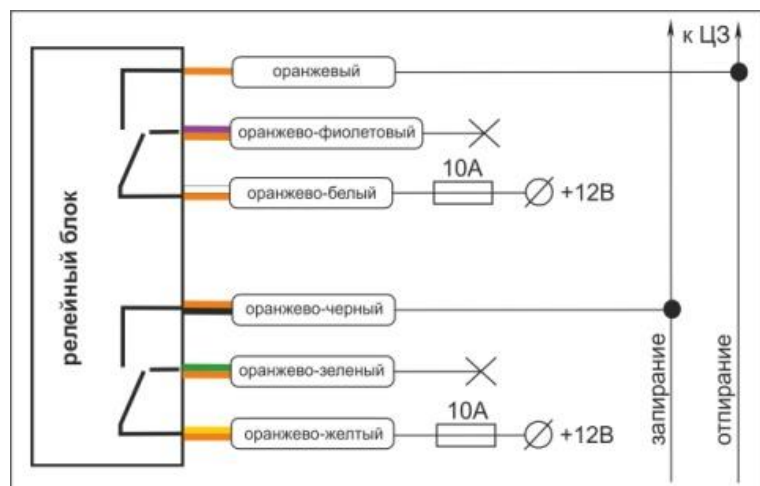 к ЦЗ
оранжевый
оранжево-фиолетовый
10А
оранжево-белый
+12В
релейный блок
оранжево-черный
оранжево-зеленый
10А
оранжево-желтый
+12В
запирание
отпирание